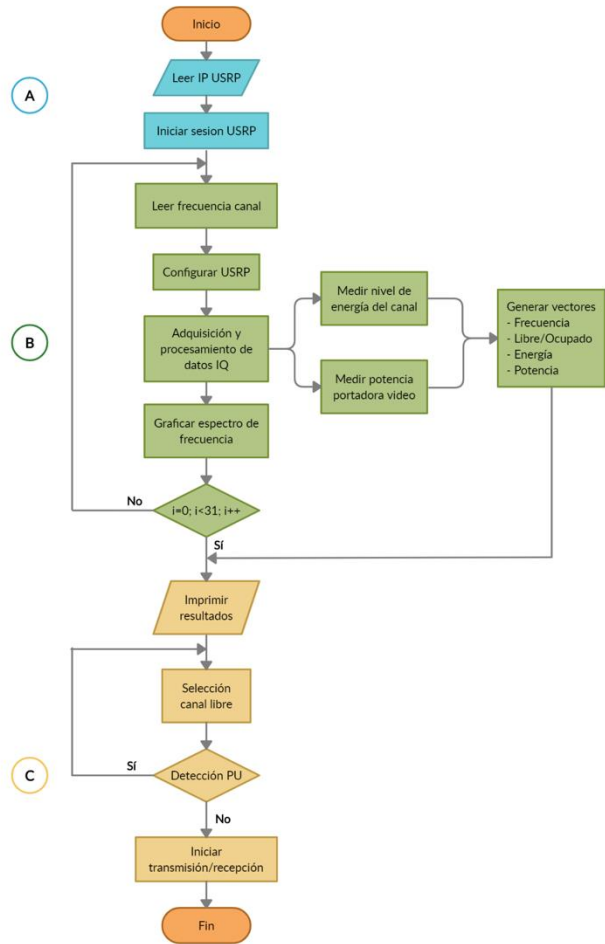 Inicio
A
Leer IP USRP
Iniciar sesion USRP
Leer frecuencia canal
Configurar USRP
B
Adquisición y
procesamiento de
datos IQ
Medir nivel de
energía del canal
Medir potencia
portadora video
Generar vectores
- Frecuencia
- Libre/Ocupado
- Energía
- Potencia
Graficar espectro de
frecuencia
No
i=0; i<31; i++
Sí
Imprimir
resultados
Selección
canal libre
C
Sí
Detección PU
No
Iniciar
transmisión/recepción
Fin